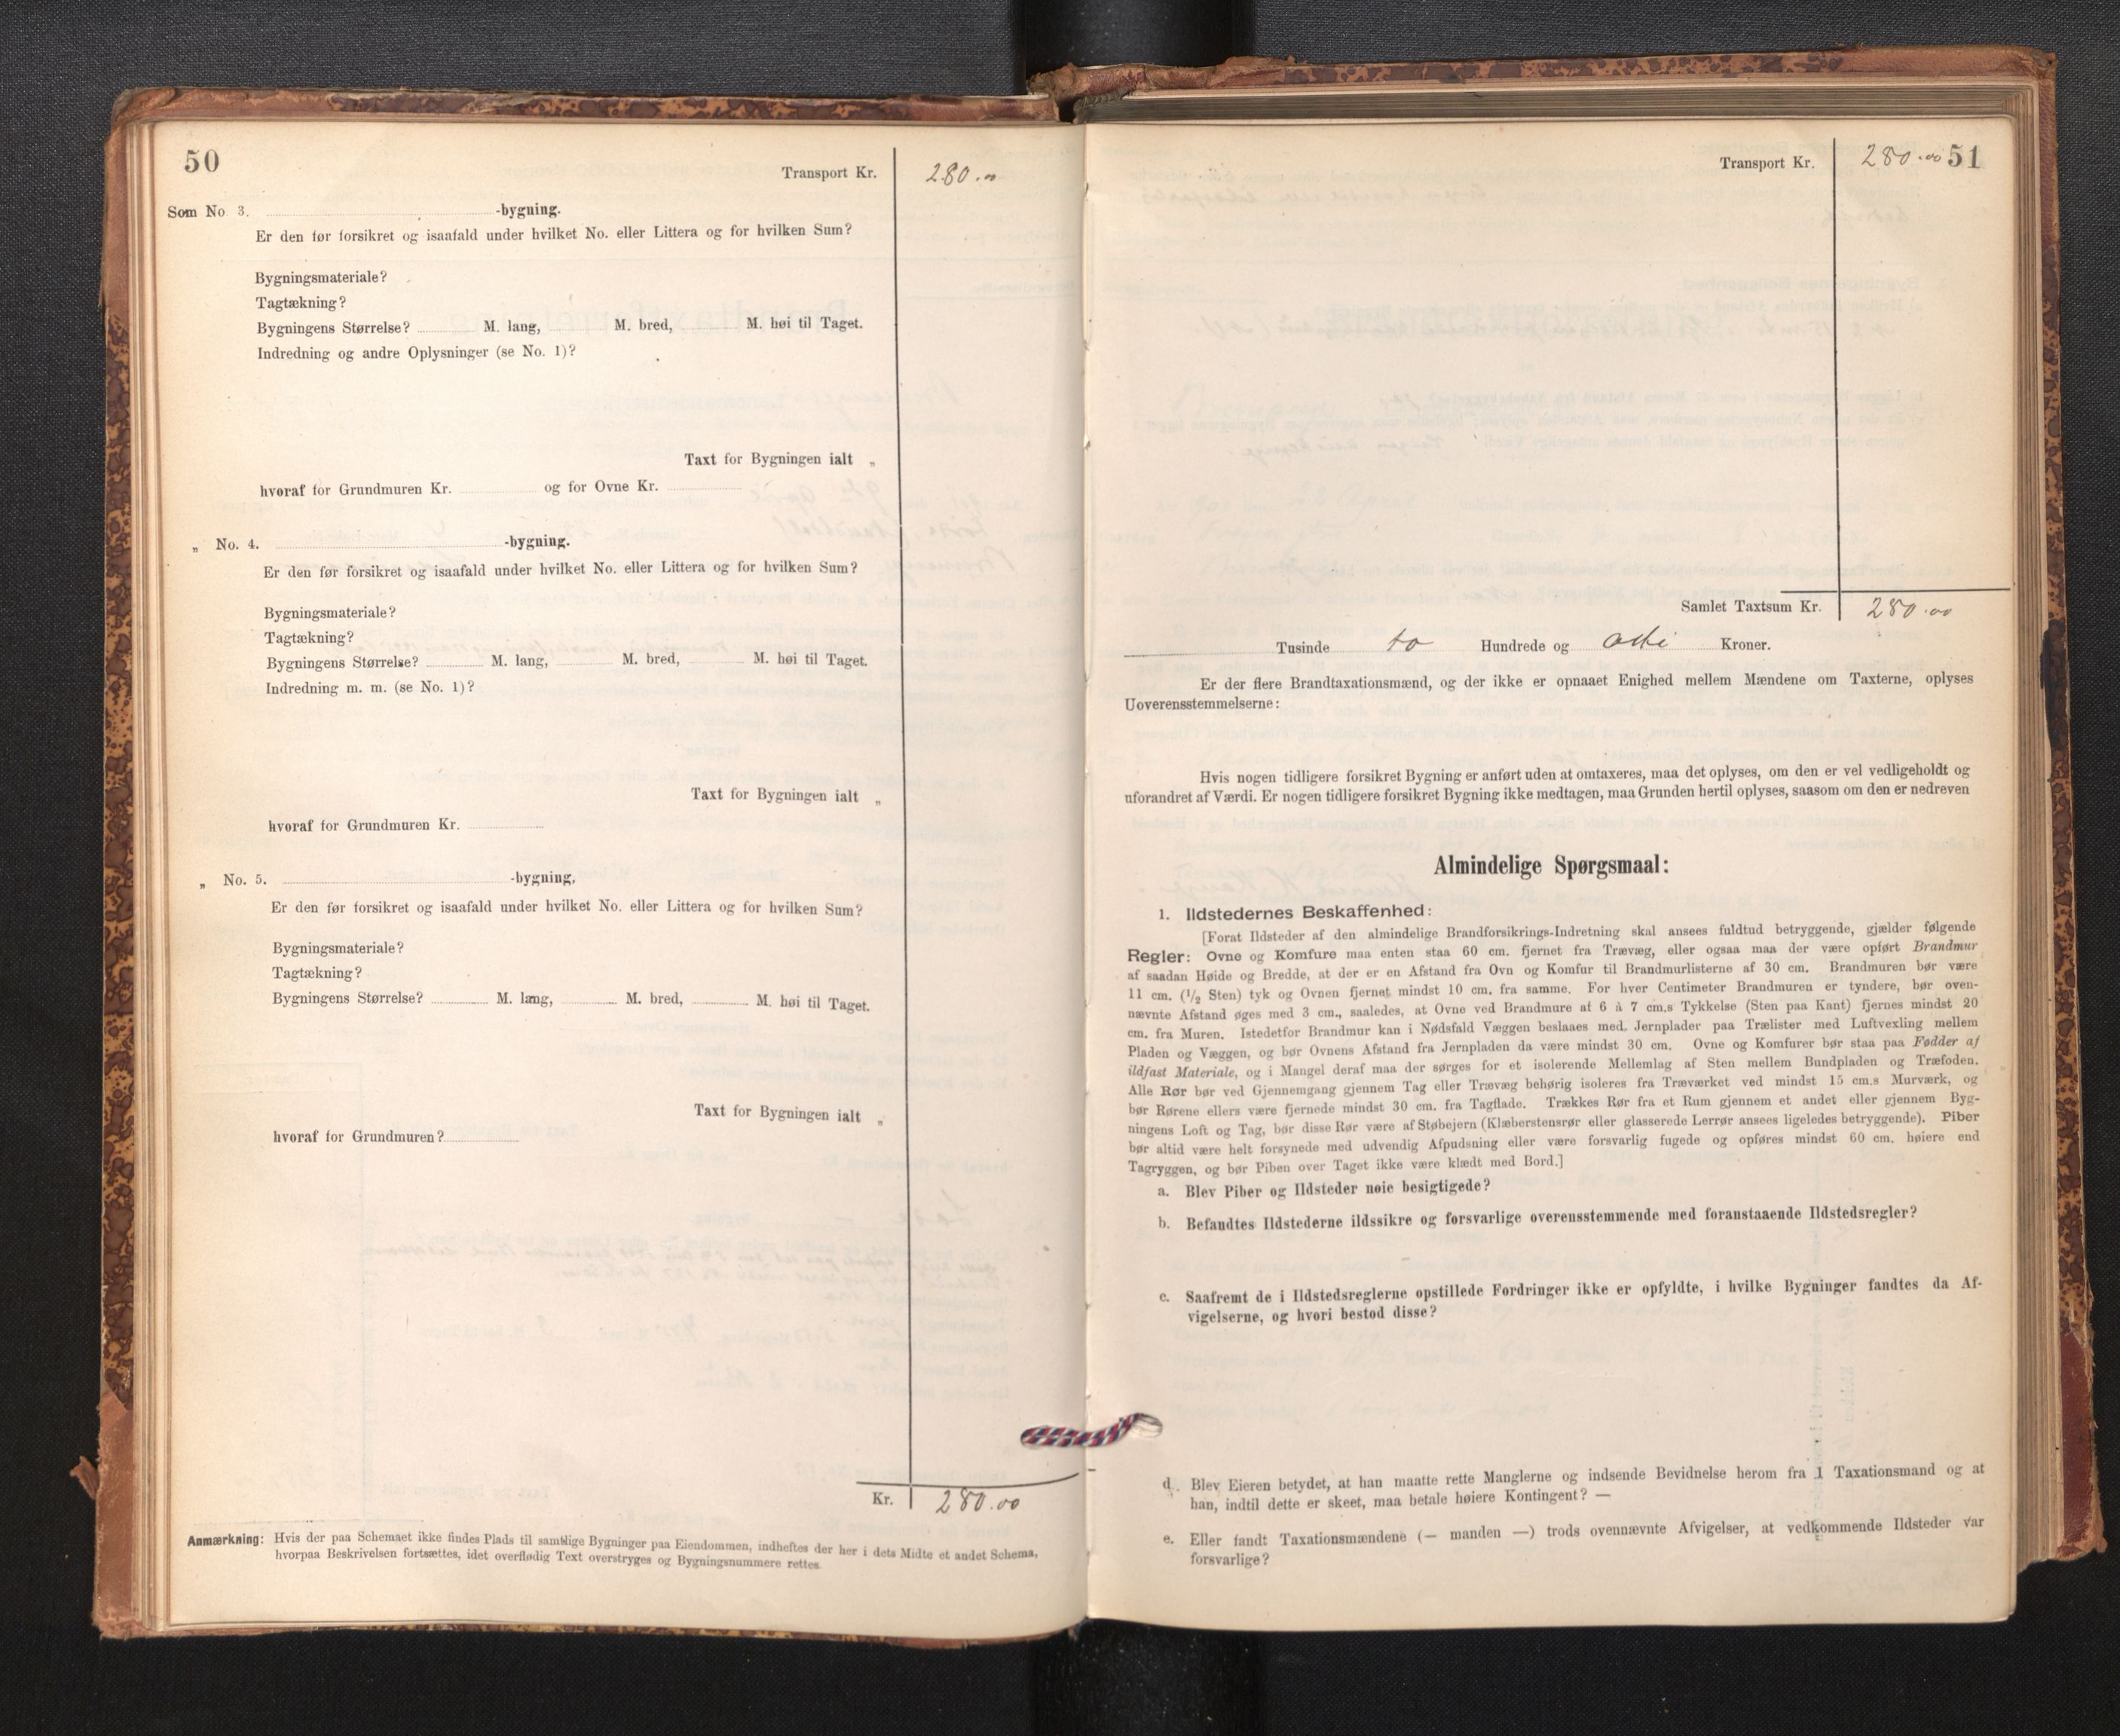 50
Transport Kr. 280.00
Som No 3. -bygning.
Er den før forsikret og isaafald under hvilket No. eller Littera og for hvilken Sum?
Bygningsmateriale?
Tagtækning?
Bygningens Størrelse? M. lang, M. bred, M. høi til Taget.
Indredning og andre Oplysninger (se No. 1)?
Taxt for Bygningen ialt „
hvoraf for Grundmuren Kr. og for Ovne Kr.
„ No. 4. -bygning.
Er den før forsikret og isaafald under hvilket No. eller Littera og for hvilken Sum?
Bygningsmateriale?
Tagtækning?
Bygningens Størrelse? M. lang, M. bred, M. høi til Taget.
Indredning m. m. (se No. 1)?
Taxt for Bygningen ialt „
hvoraf for Grundmuren Kr.
„ No. 5. -bygning,
Er den før forsikret og isaafald under hvilket No. eller Littera og for hvilken Sum?
Bygningsmateriale?
Tagtækning?
Bygningens Størrelse? M. lang, M. bred, M. høi til Taget.
Taxt for Bygningen ialt „
hvoraf for Grundmuren?
Kr. 280.00
Anmærkning: Hvis der paa Schemaet ikke findes Plads til samtlige Bygninger paa Eiendommen, indheftes der her i dets Midte et andet Schema,
hvorpaa Beskrivelsen fortsættes, idet overflødig Text overstryges og Bygningsnummere rettes.
Transport Kr. 280.00 51
Samlet Taxtsum Kr. 280.00
Tusinde to Hundrede og otti Kroner.
Er der flere Brandtaxationsmænd, og der ikke er opnaaet Enighed mellem Mændene om Taxterne, oplyses
Uoverensstemmelserne:
Hvis nogen tidligere forsikret Bygning er anført uden at omtaxeres, maa det oplyses, om den er vel vedligeholdt og
uforandret af Værdi. Er nogen tidligere forsikret Bygning ikke medtagen, maa Grunden hertil oplyses, saasom om den er nedreven
Almindelige Spørgsmaal:
1. Ildstedernes Beskaffenhed:
[Forat Ildsteder af den almindelige Brandforsikrings-Indretning skal ansees fuldtud betryggende, gjælder følgende
Regler: Ovne og Komfure maa enten staa 60 cm. fjernet fra Trævæg, eller ogsaa maa der være opført Brandmur
af saadan Høide og Bredde, at der er en Afstand fra Ovn og Komfur til Brandmurlisterne af 30 cm. Brandmuren bør være
11 cm. (1/2 Sten) tyk og Ovnen fjernet mindst 10 cm. fra samme. For hver Centimeter Brandmuren er tyndere, bør oven-
nævnte Afstand øges med 3 cm., saaledes, at Ovne ved Brandmure af 6 à 7 cm.s Tykkelse (Sten paa Kant) fjernes mindst 20
cm. fra Muren. Istedetfor Brandmur kan i Nødsfald Væggen beslaaes med Jernplader paa Trælister med Luftvexling mellem
Pladen og Væggen, og bør Ovnens Afstand fra Jernpladen da være mindst 30 cm. Ovne og Komfurer bør staa paa Fødder af
ildfast Materiale, og i Mangel deraf maa der sørges for et isolerende Mellemlag af Sten mellem Bundpladen og Træfoden.
Alle Rør bør ved Gjennemgang gjennem Tag eller Trævæg behørig isoleres fra Træværket ved mindst 15 cm.s Murværk, og
bør Rørene ellers være fjernede mindst 30 cm. fra Tagflade. Trækkes Rør fra et Rum gjennem et andet eller gjennem Byg-
ningens Loft og Tag, bør disse Rør være af Støbejern (Klæberstensrør eller glasserede Lerrør ansees ligeledes betryggende). Piber
bør altid være helt forsynede med udvendig Afpudsning eller være forsvarlig fugede og opføres mindst 60 cm. høiere end
Tagryggen, og bør Piben over Taget ikke være klædt med Bord.]
a. Blev Piber og Ildsteder nøie besigtigede?
b. Befandtes Ildstederne ildssikre og forsvarlige overensstemmende med foranstaaende Ildstedsregler?
c. Saafremt de i Ildstedsreglerne opstillede Fordringer ikke er opfyldte, i hvilke Bygninger fandtes da Af-
vigelserne, og hvori bestod disse?
d. Blev Eieren betydet, at han maatte rette Manglerne og indsende Bevidnelse herom fra 1 Taxationsmand og at
han, indtil dette er skeet, maa betale høiere Kontingent? —
e. Eller fandt Taxationsmændene (— manden —) trods ovennævnte Afvigelser, at vedkommende Ildsteder var
forsvarlige?